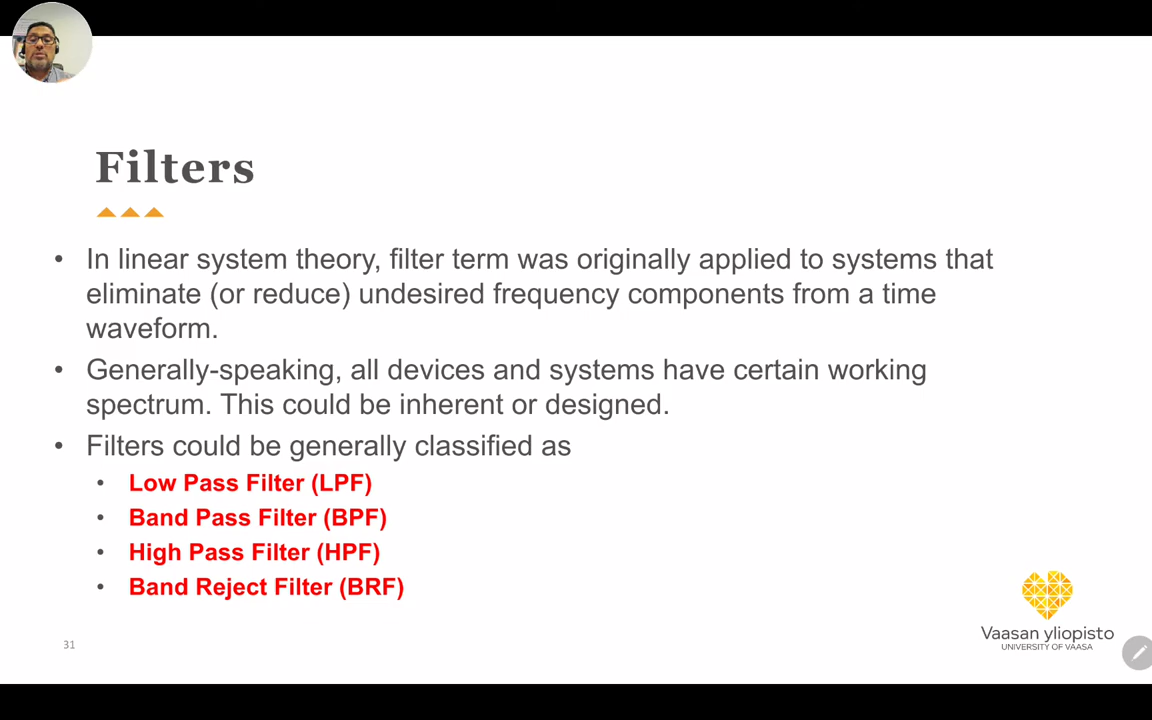 Filters
• In linear system theory, filter term was originally applied to systems that
eliminate (or reduce) undesired frequency components from a time
waveform.
• Generally-speaking, all devices and systems have certain working
spectrum. This could be inherent or designed.
• Filters could be generally classified as
• Low Pass Filter (LPF)
• Band Pass Filter (BPF)
• High Pass Filter (HPF)
• Band Reject Filter (BRF)
31
Vaasan yliopisto
UNIVERSITY OF VAASA